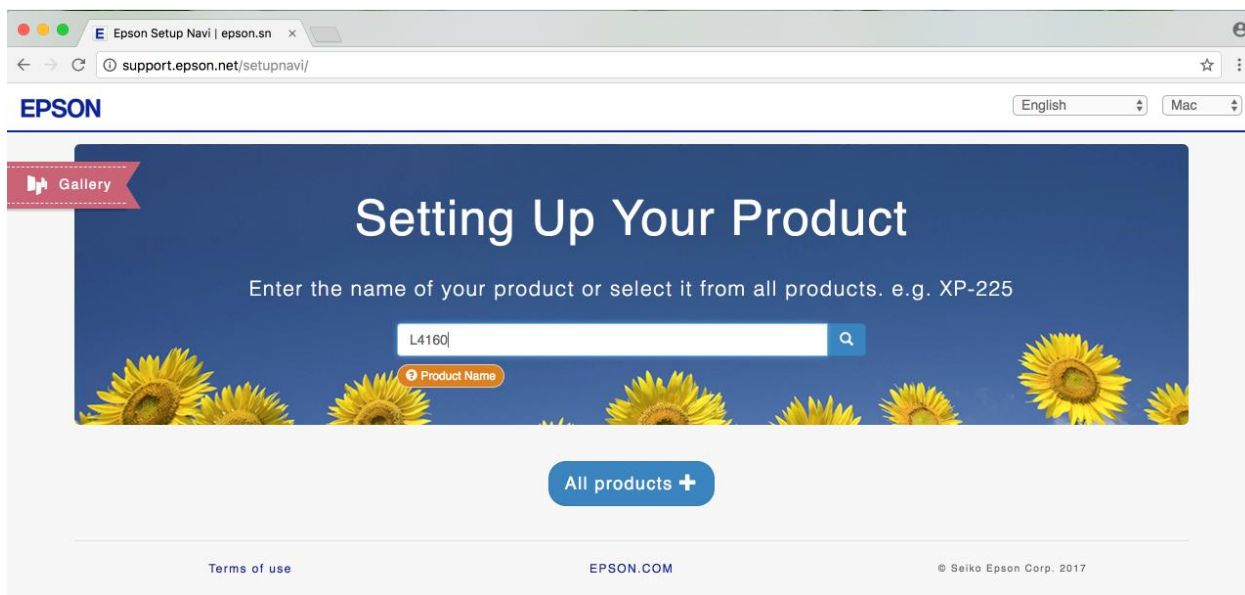 Epson Setup Navi | epson.sn
support.epson.net/setupnavi/
EPSON
English
Mac
Gallery
Setting Up Your Product
Enter the name of your product or select it from all products. e.g. XP-225
L4160
Product Name
All products
Terms of use
EPSON.COM
© Seiko Epson Corp. 2017